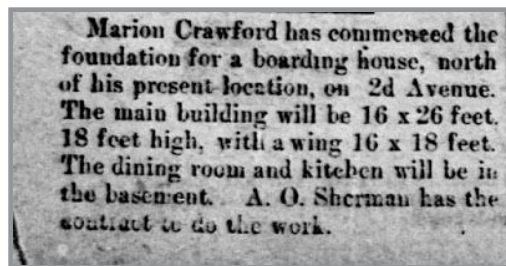 Marion Crawford has commenced the
foundation for a boarding house, north
of his present location, on 2d Avenue.
The main building will be 16 x 26 feet.
18 feet high, with a wing 16 x 18 feet.
The dining room and kitchen will be in
the basement. A. O. Sherman has the
contract to do the work.